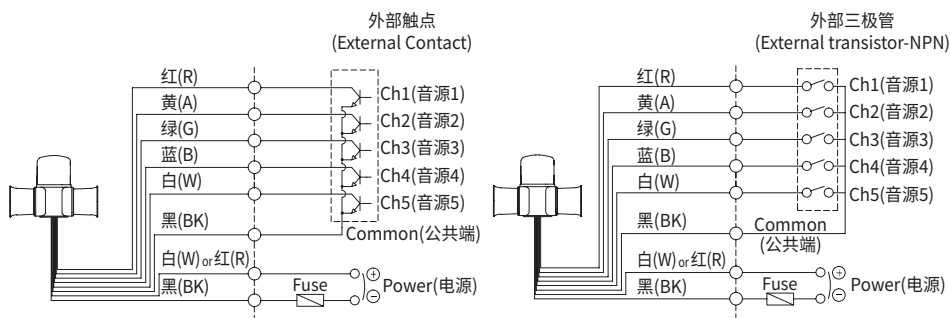 外部触点
(External Contact)
红(R)
黄(A)
绿(G)
蓝(B)
白(W)
黑(BK)
白(W)or红(R)
黑(BK)
Ch1(音源1)
Ch2(音源2)
Ch3(音源3)
Ch4(音源4)
Ch5(音源5)
Common(公共端)
Fuse
Power(电源)
外部三极管
(External transistor-NPN)
红(R)
黄(A)
绿(G)
蓝(B)
白(W)
黑(BK)
白(W)or红(R)
黑(BK)
Ch1(音源1)
Ch2(音源2)
Ch3(音源3)
Ch4(音源4)
Ch5(音源5)
Common
(公共端)
Fuse
Power(电源)